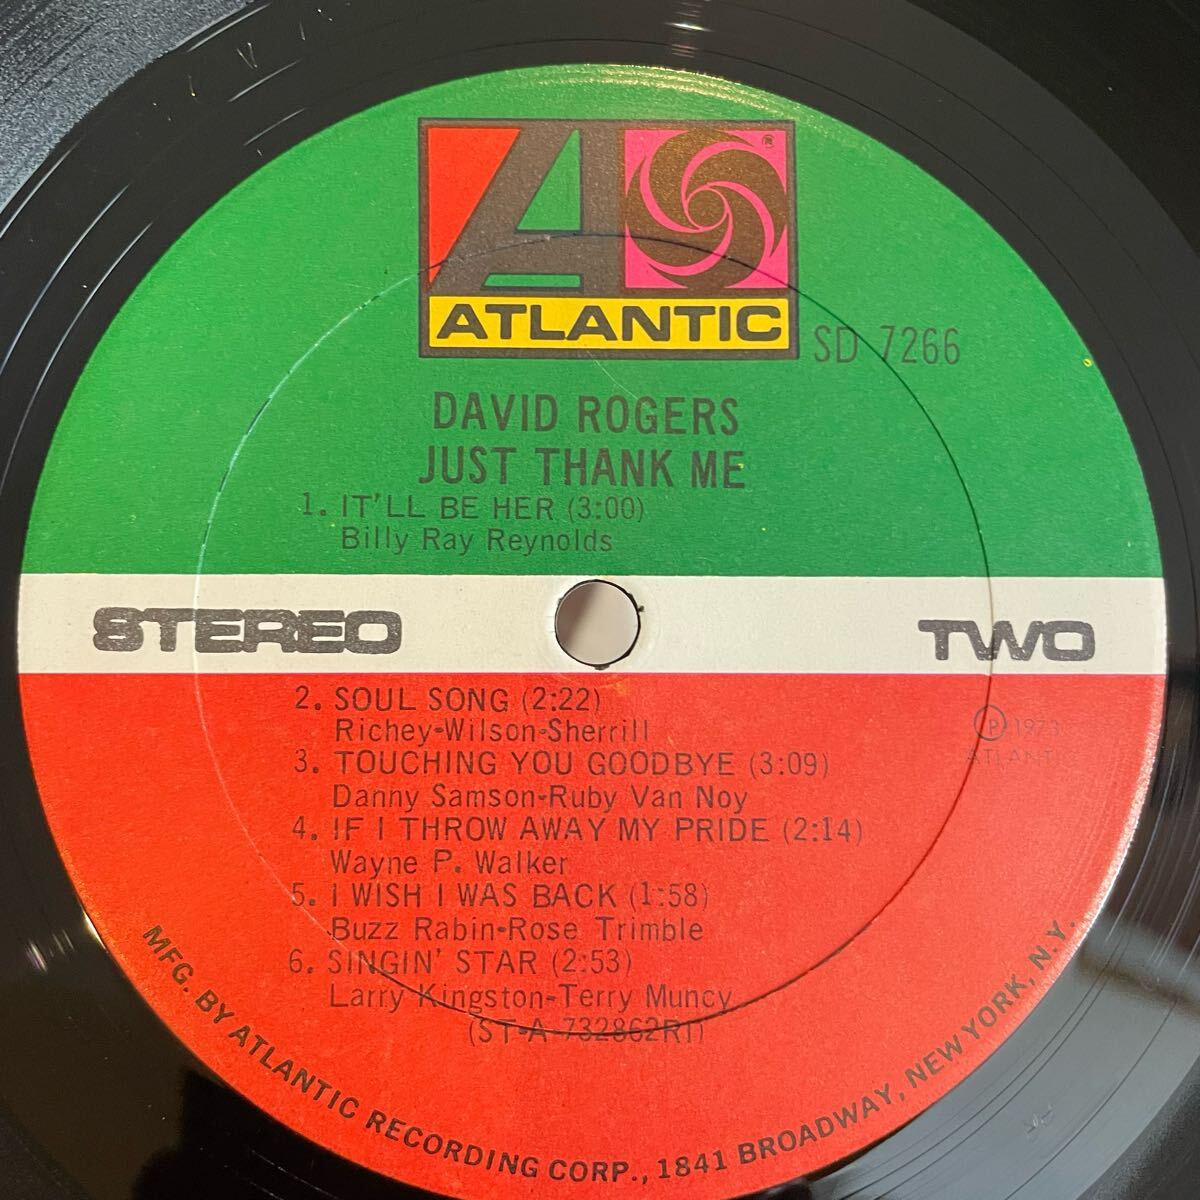 ®
ATLANTIC
SD 7266
DAVID ROGERS
JUST THANK ME
1. IT'LL BE HER (3:00)
Billy Ray Reynolds
STEREO
TWO
2. SOUL SONG (2:22)
Richey-Wilson-Sherrill
Ⓟ 1973
ATLANTIC
3. TOUCHING YOU GOODBYE (3:09)
Danny Samson-Ruby Van Noy
4. IF I THROW AWAY MY PRIDE (2:14)
Wayne P. Walker
5. I WISH I WAS BACK (1:58)
Buzz Rabin-Rose Trimble
6. SINGIN' STAR (2:53)
Larry Kingston-Terry Muncy
(ST-A-732862RI)
MFG. BY ATLANTIC RECORDING CORP., 1841 BROADWAY, NEW YORK, N.Y.